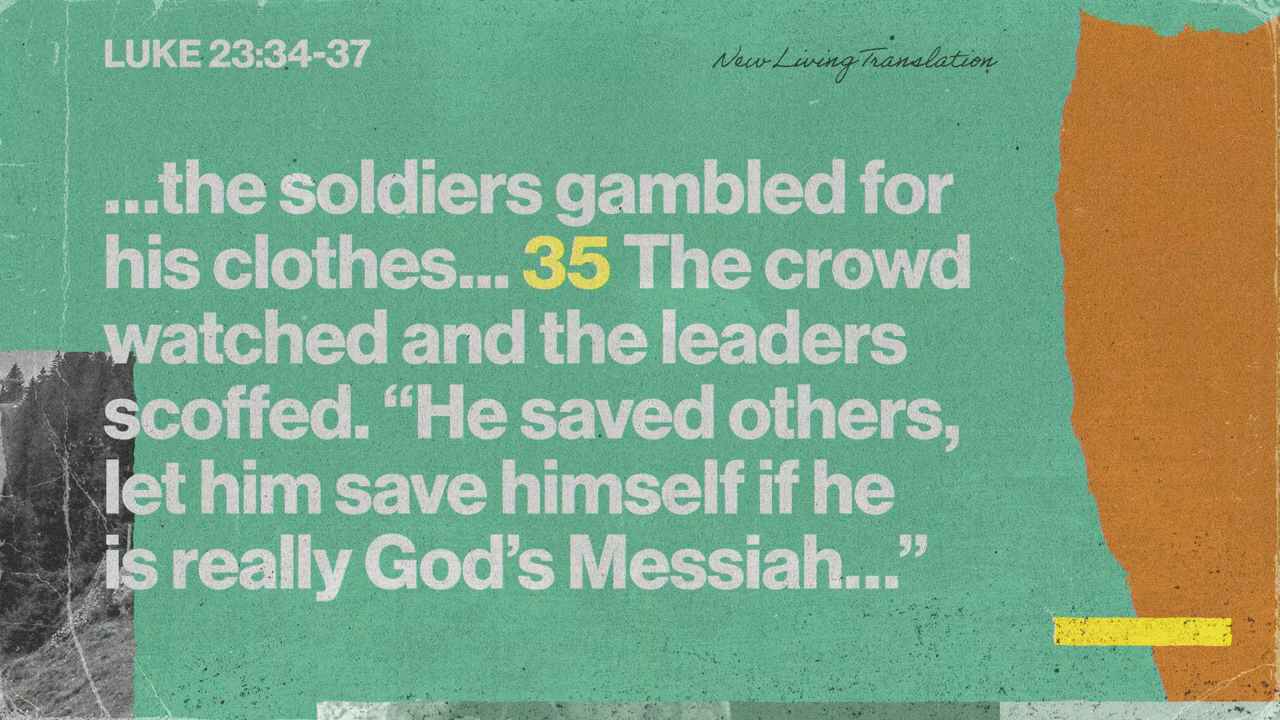 LUKE 23:34-37
New Living Translation
...the soldiers gambled for
his clothes... 35 The crowd
watched and the leaders
scoffed. “He saved others,
let him save himself if he
is really God’s Messiah...”